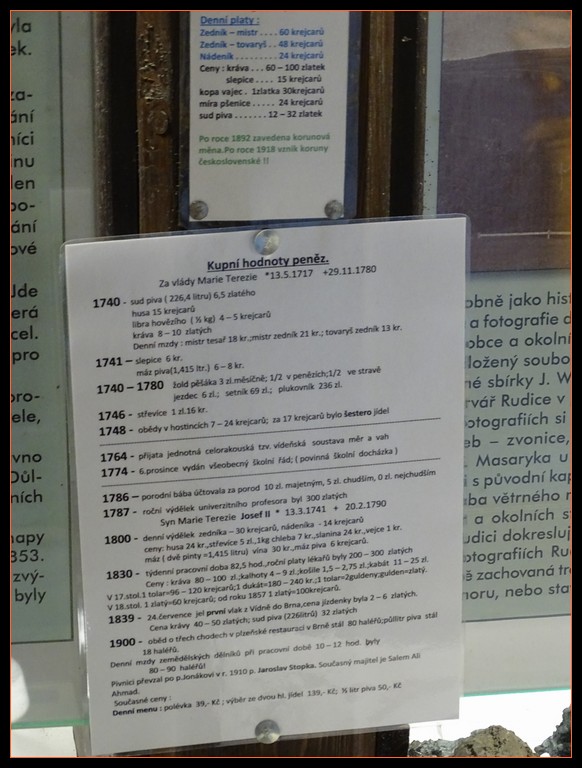 Denní platy :
Zedník – mistr . . . . 60 krejcarů
Zedník – tovaryš . . 48 krejcarů
Nádeník . . . . . . . . . 24 krejcarů
Ceny : kráva . . . 60 – 100 zlatek
slepice . . . . 15 krejcarů
kopa vajec . 1zlatka 30krejcarů
míra pšenice . . . . . 24 krejcarů
sud piva . . . . . . . 12 – 32 zlatek
Po roce 1892 zavedena korunová
měna.Po roce 1918 vznik koruny
československé !!
Kupní hodnoty peněz.
Za vlády Marie Terezie *13.5.1717 +29.11.1780
1740 - sud piva ( 226,4 litru) 6,5 zlatého
husa 15 krejcarů
libra hovězího ( ½ kg) 4 – 5 krejcarů
kráva 8 – 10 zlatých
Denní mzdy : mistr tesař 18 kr.;mistr zedník 21 kr.; tovaryš zedník 13 kr.
1741 – slepice 6 kr.
máz piva(1,415 ltr.) 6 – 8 kr.
1740 – 1780 žold pěšáka 3 zl.měsíčně; 1/2 v penězích;1/2 ve stravě
jezdec 6 zl.; setník 69 zl.; plukovník 236 zl.
1746 - střevíce 1 zl.16 kr.
1748 - obědy v hostincích 7 – 24 krejcarů; za 17 krejcarů bylo šestero jídel
1764 – přijata jednotná celorakouská tzv. vídeňská soustava měr a vah
1774 – 6.prosince vydán všeobecný školní řád; ( povinná školní docházka )
1786 – porodní bába účtovala za porod 10 zl. majetným, 5 zl. chudším, 0 zl. nejchudším
1787 - roční výdělek univerzitního profesora byl 300 zlatých
Syn Marie Terezie Josef II * 13.3.1741 + 20.2.1790
1800 – denní výdělek zedníka – 30 krejcarů, nádeníka - 14 krejcarů
ceny: husa 24 kr.,střevíce 5 zl.,1kg chleba 7 kr.,slanina 24 kr.,vejce 1 kr.
máz ( dvě pinty =1,415 litru) vína 30 kr.,máz piva 6 krejcarů.
1830 - týdenní pracovní doba 82,5 hod.,roční platy lékařů byly 200 – 300 zlatých
Ceny : kráva 80 – 100 zl.;kalhoty 4 – 9 zl.;košile 1,5 – 2,75 zl.;kabát 11 – 25 zl.
V 17.stol.1 tolar=96 – 120 krejcarů;1 dukát=180 – 240 kr.;1 tolar=2guldeny;gulden=zlatý.
V 18.stol. 1 zlatý=60 krejcarů; od roku 1857 1 zlatý=100krejcarů.
1839 - 24.července jel první vlak z Vídně do Brna,cena jízdenky byla 2 – 6 zlatých.
Cena krávy 40 – 50 zlatých; sud piva (226litrů) 32 zlatých
1900 - oběd o třech chodech v plzeňské restauraci v Brně stál 80 haléřů;půllitr piva stál
18 haléřů.
Denní mzdy zemědělských dělníků při pracovní době 10 – 12 hod. byly
80 – 90 haléřů!
Pivnici převzal po p.Jonákovi v r. 1910 p. Jaroslav Stopka. Současný majitel je Salem Ali
Ahmad.
Současné ceny :
Denní menu : polévka 39,- Kč ; výběr ze dvou hl. jídel 139,- Kč; ½ litr piva 50,- Kč